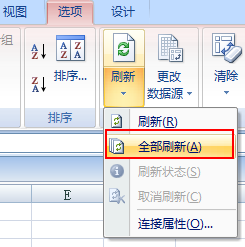 视图 选项 设计
组
排序... 刷新 更改 清除
数据源
排序
刷新(R)
全部刷新(A)
刷新状态(S)
取消刷新(C)
连接属性(O)...
E